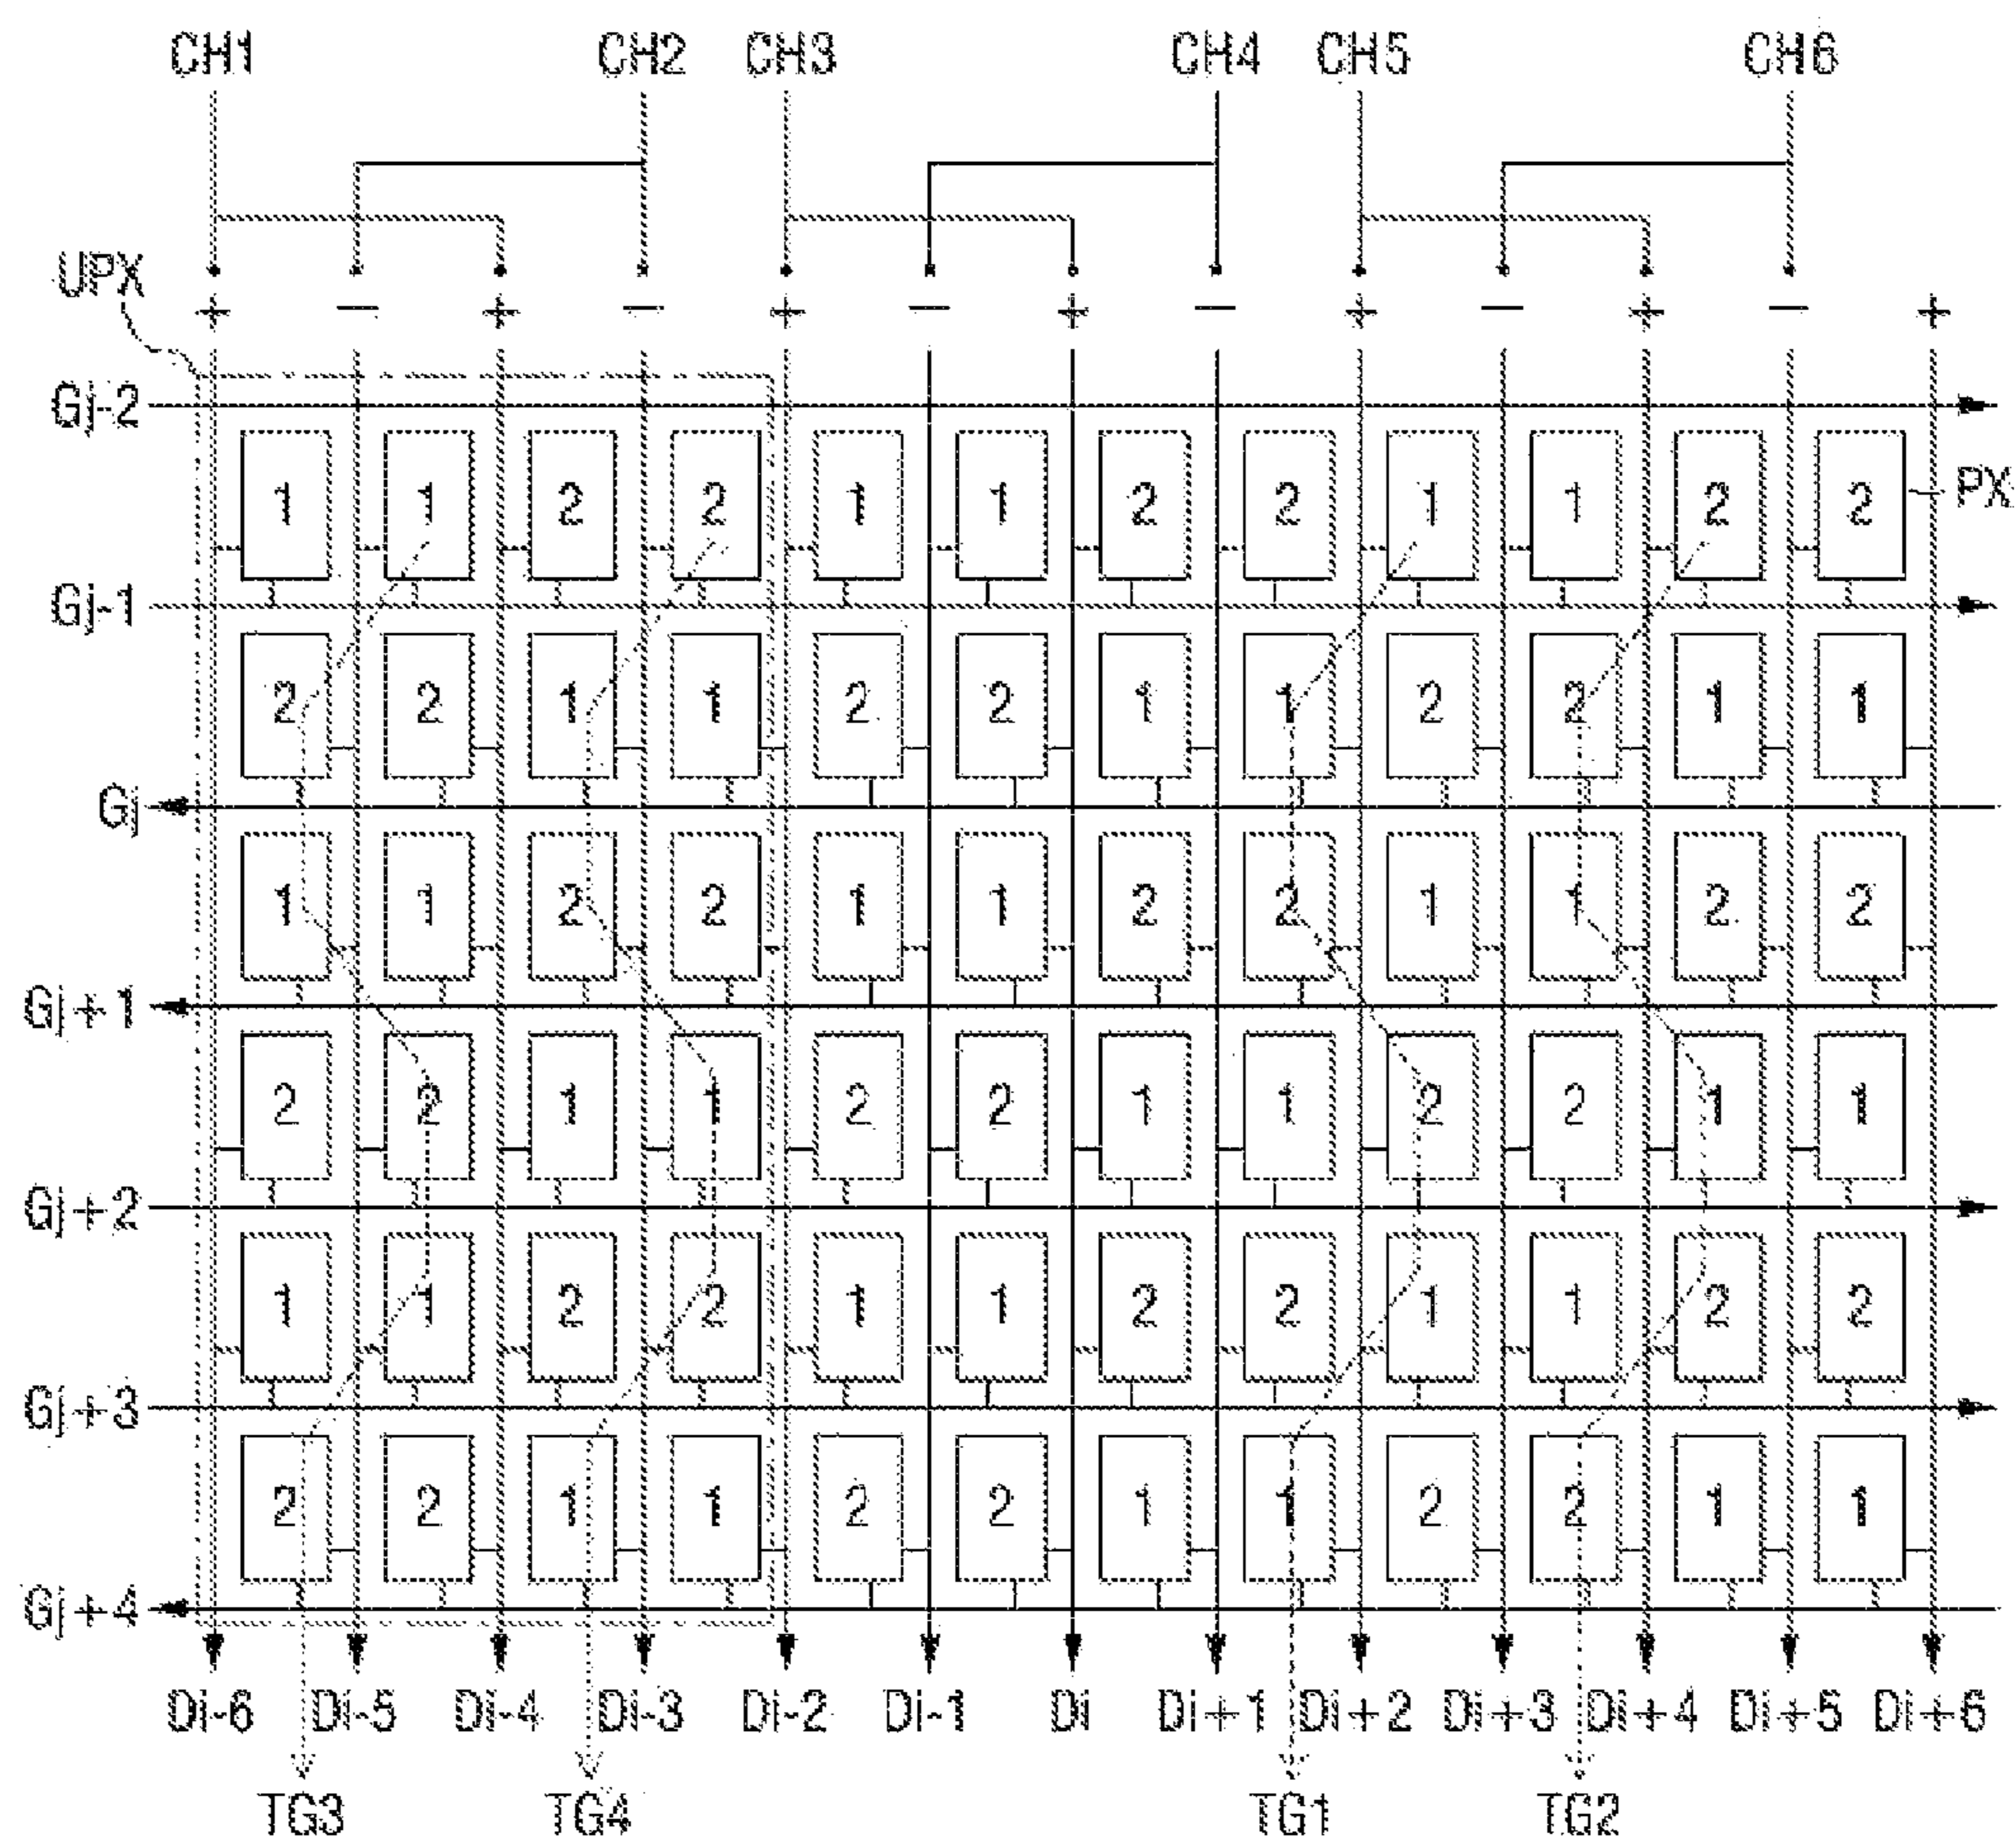 CH1 CH2 CH3 CH4 CH5 CH6
UPX
+ — + — + — + — + — + — +
Gj-2
1 1 2 2 1 1 2 2 1 1 2 2
PX
Gj-1
2 2 1 1 2 2 1 1 2 2 1 1
Gj
1 1 2 2 1 1 2 2 1 1 2 2
Gj+1
2 2 1 1 2 2 1 1 2 2 1 1
Gj+2
1 1 2 2 1 1 2 2 1 1 2 2
Gj+3
2 2 1 1 2 2 1 1 2 2 1 1
Gj+4
Di-6 Di-5 Di-4 Di-3 Di-2 Di-1 Di Di+1 Di+2 Di+3 Di+4 Di+5 Di+6
TG3 TG4 TG1 TG2